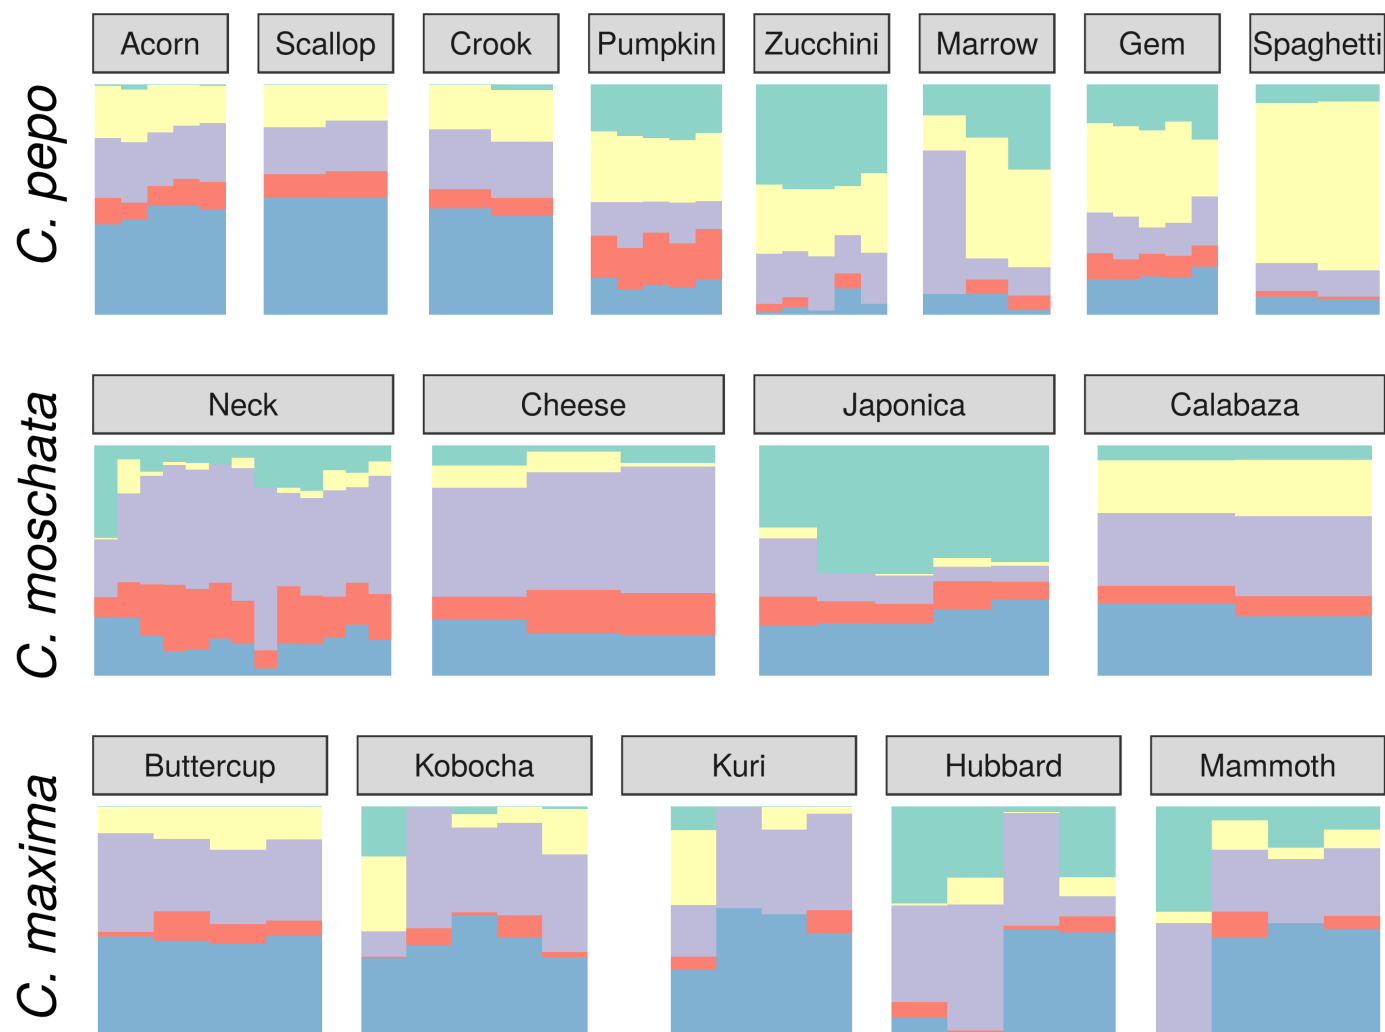 Acorn Scallop Crook Pumpkin Zucchini Marrow Gem Spaghetti
C. pepo
Neck Cheese Japonica Calabaza
C. moschata
Buttercup Kobocha Kuri Hubbard Mammoth
C. maxima